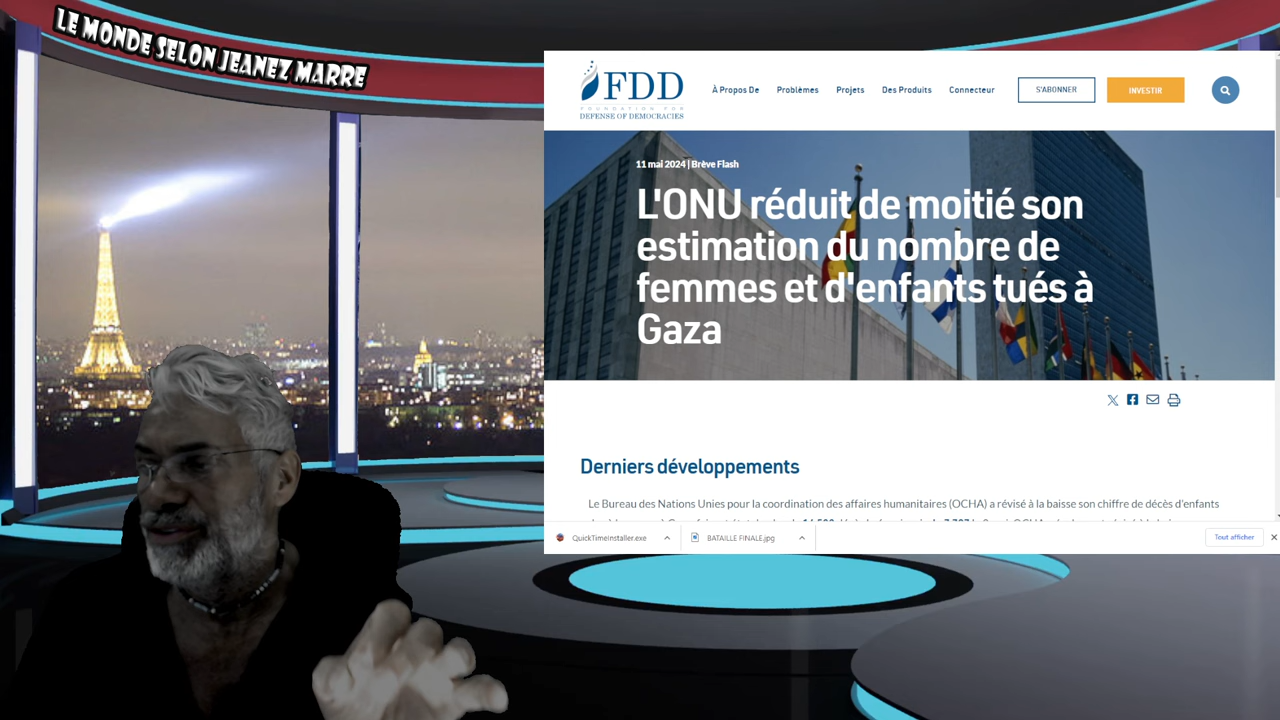 LE MONDE SELON JEANEZ MARRE
FDD
FOUNDATION FOR
DEFENSE OF DEMOCRACIES
À Propos De
Problèmes
Projets
Des Produits
Connecteur
S'ABONNER
INVESTIR
11 mai 2024 | Brève Flash
L'ONU réduit de moitié son
estimation du nombre de
femmes et d'enfants tués à
Gaza
Derniers développements
Le Bureau des Nations Unies pour la coordination des affaires humanitaires (OCHA) a révisé à la baisse son chiffre de décès d'enfants
QuickTimeInstaller.exe
BATAILLE FINALE.jpg
Tout afficher